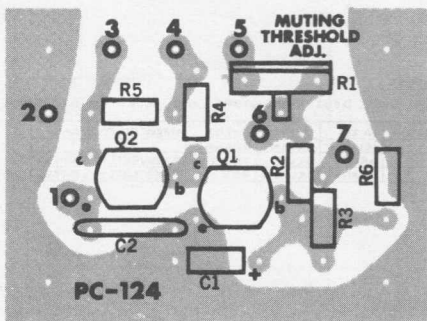 3 4 5 MUTING
THRESHOLD
ADJ.
R5 R4 R1
2 6
Q2 Q1 R2 7
c c R6
1 e b b
e R3
C2 C1 +
PC-124